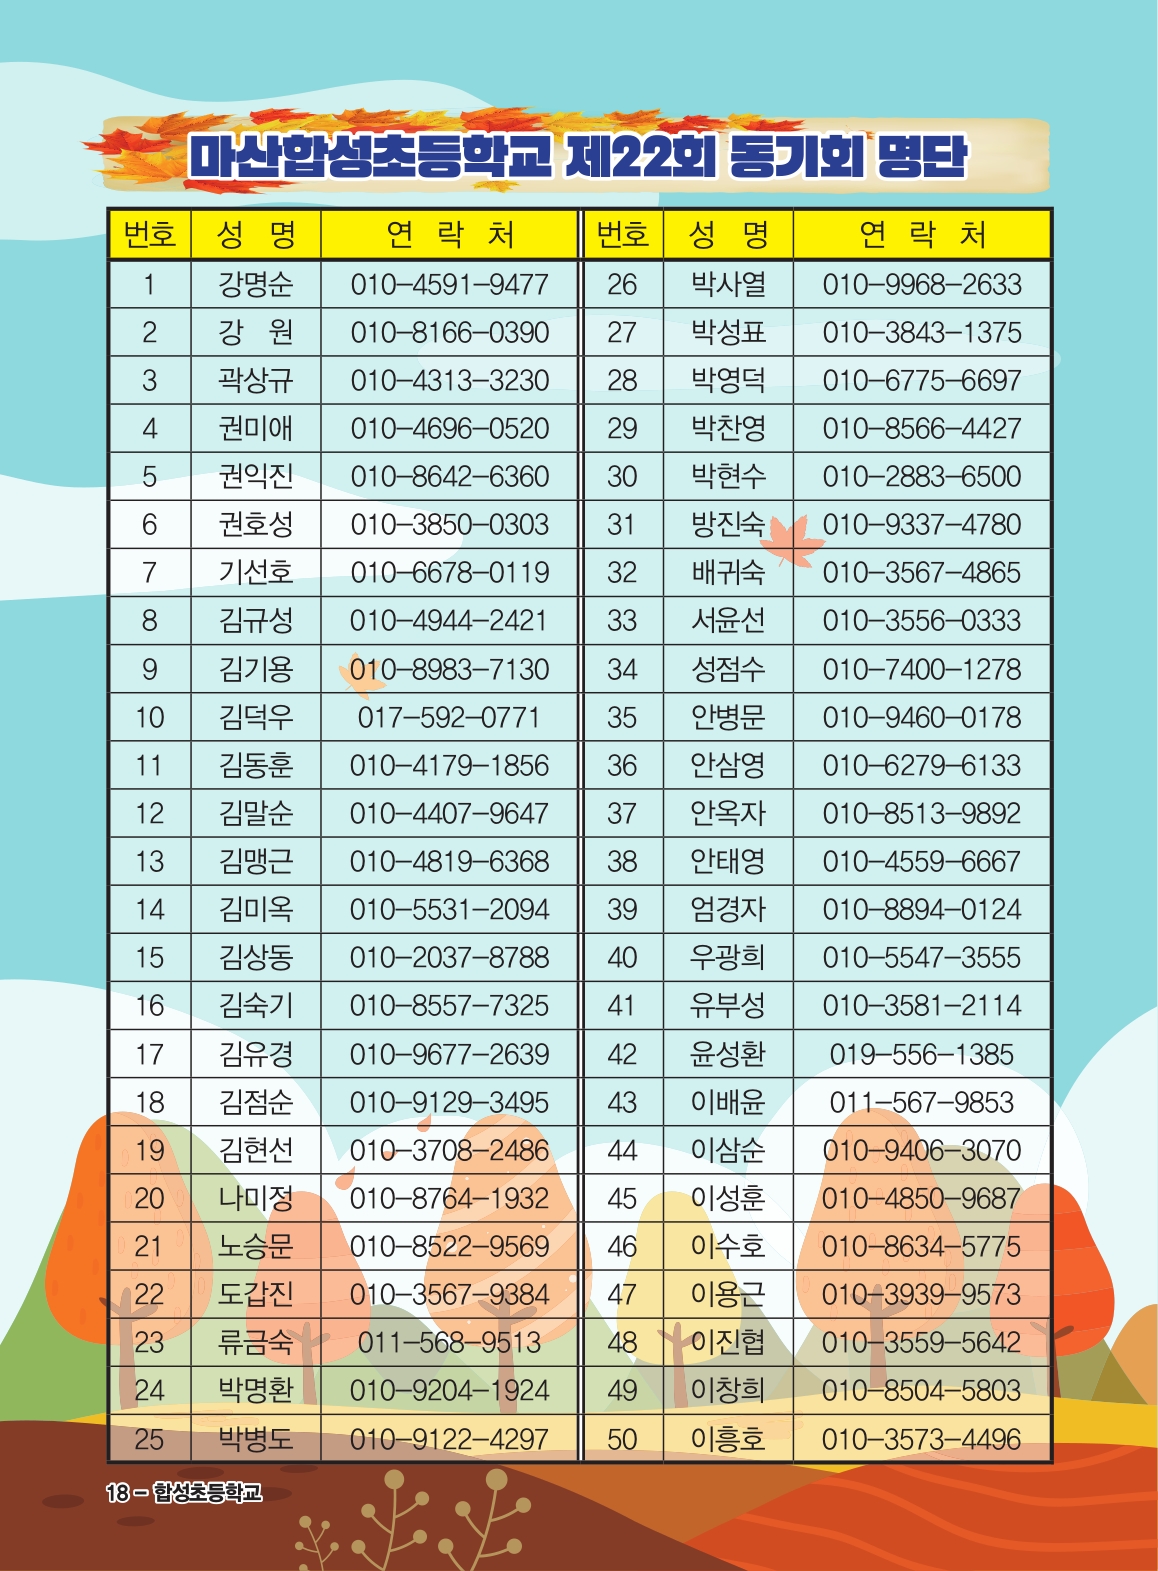 마산합성초등학교 제22회 동기회 명단
번호 성 명 연 락 처 번호 성 명 연 락 처
1 강명순 010-4591-9477 26 박사열 010-9968-2633
2 강 원 010-8166-0390 27 박성표 010-3843-1375
3 곽상규 010-4313-3230 28 박영덕 010-6775-6697
4 권미애 010-4696-0520 29 박찬영 010-8566-4427
5 권익진 010-8642-6360 30 박현수 010-2883-6500
6 권호성 010-3850-0303 31 방진숙 010-9337-4780
7 기선호 010-6678-0119 32 배귀숙 010-3567-4865
8 김규성 010-4944-2421 33 서윤선 010-3556-0333
9 김기용 010-8983-7130 34 성점수 010-7400-1278
10 김덕우 017-592-0771 35 안병문 010-9460-0178
11 김동훈 010-4179-1856 36 안삼영 010-6279-6133
12 김말순 010-4407-9647 37 안옥자 010-8513-9892
13 김맹근 010-4819-6368 38 안태영 010-4559-6667
14 김미옥 010-5531-2094 39 엄경자 010-8894-0124
15 김상동 010-2037-8788 40 우광희 010-5547-3555
16 김숙기 010-8557-7325 41 유부성 010-3581-2114
17 김유경 010-9677-2639 42 윤성환 019-556-1385
18 김점순 010-9129-3495 43 이배윤 011-567-9853
19 김현선 010-3708-2486 44 이삼순 010-9406-3070
20 나미정 010-8764-1932 45 이성훈 010-4850-9687
21 노승문 010-8522-9569 46 이수호 010-8634-5775
22 도갑진 010-3567-9384 47 이용근 010-3939-9573
23 류금숙 011-568-9513 48 이진협 010-3559-5642
24 박명환 010-9204-1924 49 이창희 010-8504-5803
25 박병도 010-9122-4297 50 이흥호 010-3573-4496
18 - 합성초등학교